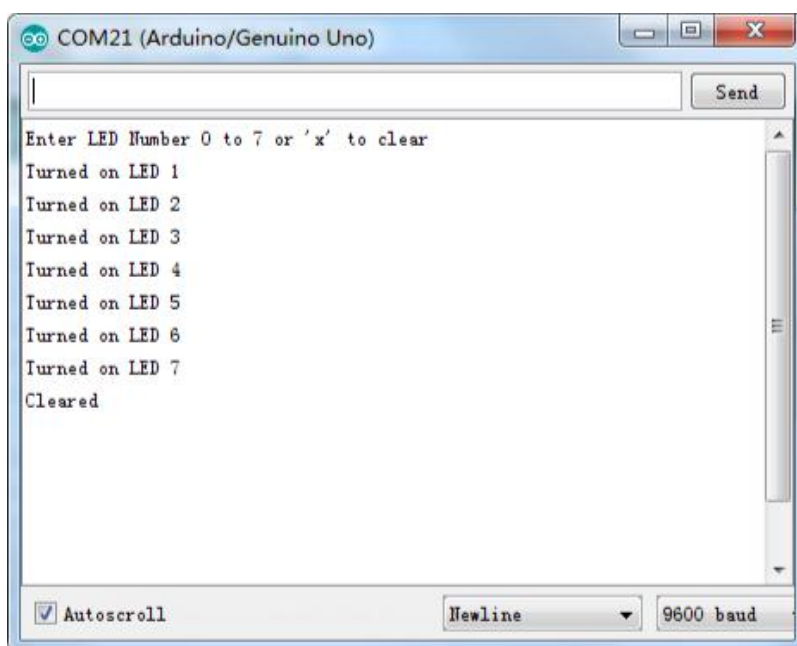 COM21 (Arduino/Genuino Uno)
Send
Enter LED Number 0 to 7 or 'x' to clear
Turned on LED 1
Turned on LED 2
Turned on LED 3
Turned on LED 4
Turned on LED 5
Turned on LED 6
Turned on LED 7
Cleared
Autoscroll
Newline
9600 baud